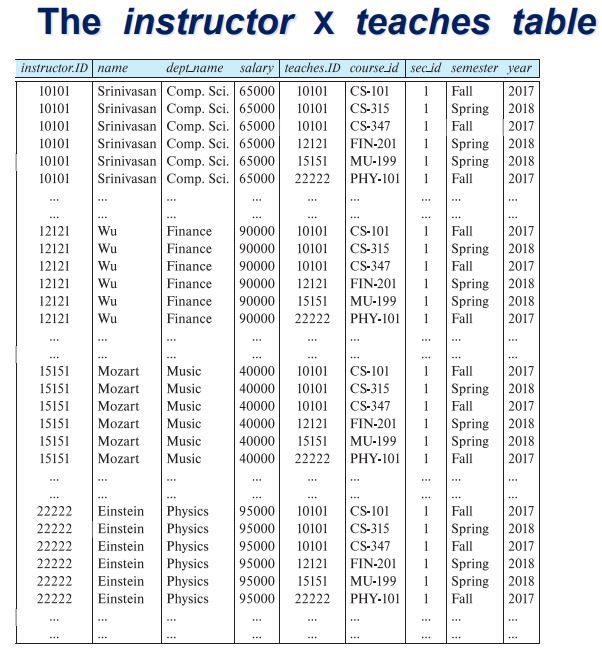 The instructor X teaches table
instructor.ID name dept_name salary teaches.ID course_id sec_id semester year
10101 Srinivasan Comp. Sci. 65000 10101 CS-101 1 Fall 2017
10101 Srinivasan Comp. Sci. 65000 10101 CS-315 1 Spring 2018
10101 Srinivasan Comp. Sci. 65000 10101 CS-347 1 Fall 2017
10101 Srinivasan Comp. Sci. 65000 12121 FIN-201 1 Spring 2018
10101 Srinivasan Comp. Sci. 65000 15151 MU-199 1 Spring 2018
10101 Srinivasan Comp. Sci. 65000 22222 PHY-101 1 Fall 2017
... ... ... ... ... ... ... ... ...
... ... ... ... ... ... ... ... ...
12121 Wu Finance 90000 10101 CS-101 1 Fall 2017
12121 Wu Finance 90000 10101 CS-315 1 Spring 2018
12121 Wu Finance 90000 10101 CS-347 1 Fall 2017
12121 Wu Finance 90000 12121 FIN-201 1 Spring 2018
12121 Wu Finance 90000 15151 MU-199 1 Spring 2018
12121 Wu Finance 90000 22222 PHY-101 1 Fall 2017
... ... ... ... ... ... ... ... ...
... ... ... ... ... ... ... ... ...
15151 Mozart Music 40000 10101 CS-101 1 Fall 2017
15151 Mozart Music 40000 10101 CS-315 1 Spring 2018
15151 Mozart Music 40000 10101 CS-347 1 Fall 2017
15151 Mozart Music 40000 12121 FIN-201 1 Spring 2018
15151 Mozart Music 40000 15151 MU-199 1 Spring 2018
15151 Mozart Music 40000 22222 PHY-101 1 Fall 2017
... ... ... ... ... ... ... ... ...
... ... ... ... ... ... ... ... ...
22222 Einstein Physics 95000 10101 CS-101 1 Fall 2017
22222 Einstein Physics 95000 10101 CS-315 1 Spring 2018
22222 Einstein Physics 95000 10101 CS-347 1 Fall 2017
22222 Einstein Physics 95000 12121 FIN-201 1 Spring 2018
22222 Einstein Physics 95000 15151 MU-199 1 Spring 2018
22222 Einstein Physics 95000 22222 PHY-101 1 Fall 2017
... ... ... ... ... ... ... ... ...
... ... ... ... ... ... ... ... ...